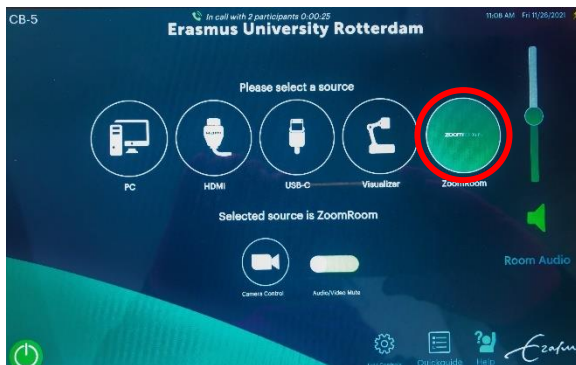 CB-5
In call with 2 participants 0:00:25
11:08 AM Fri 11/26/2021
Erasmus University Rotterdam
Please select a source
PC
HDMI
USB-C
Visualizer
ZoomRoom
Selected source is ZoomRoom
Camera Control
Audio/Video Mute
Room Audio
Quickguide
Help
Erasmus